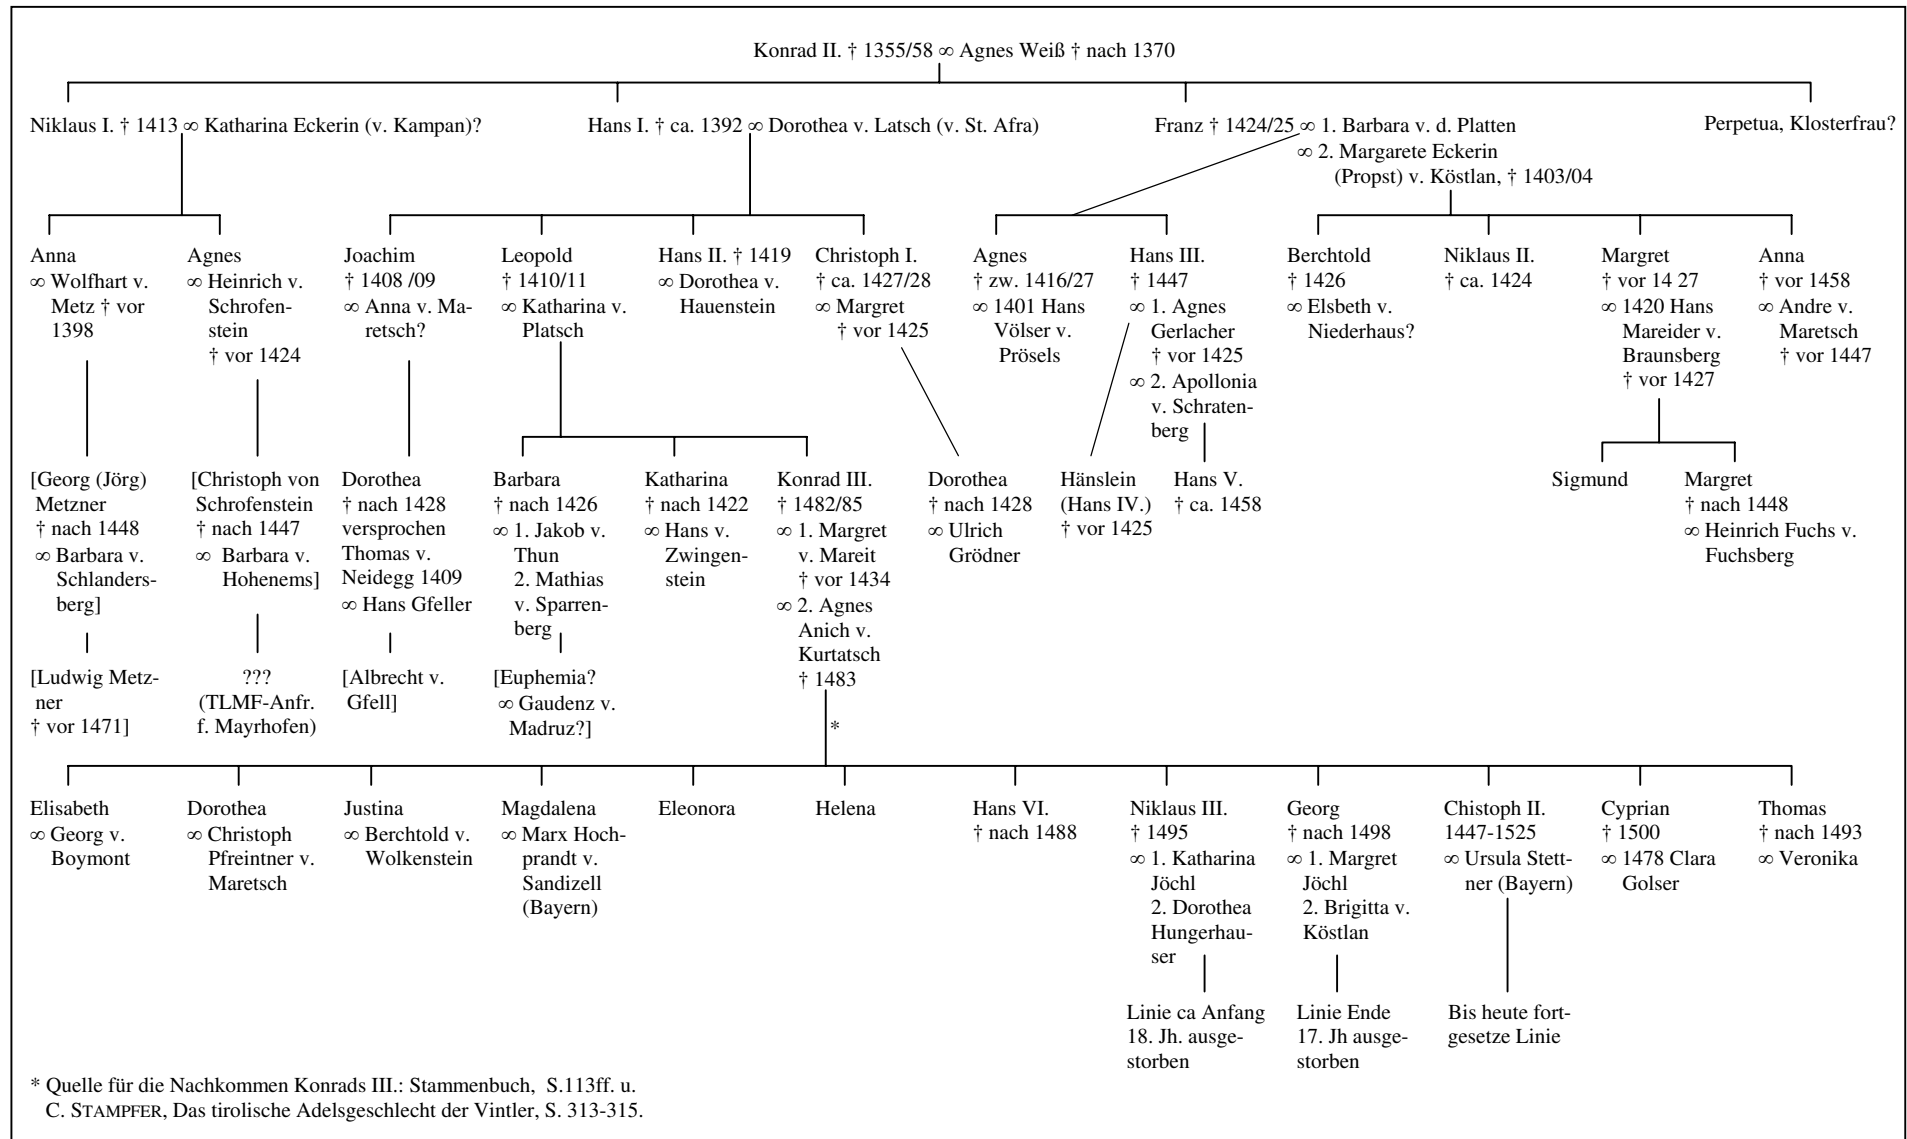 Konrad II. † 1355/58 ∞ Agnes Weiß † nach 1370
Niklaus I. † 1413 ∞ Katharina Eckerin (v. Kampan)?
Hans I. † ca. 1392 ∞ Dorothea v. Latsch (v. St. Afra)
Franz † 1424/25 ∞ 1. Barbara v. d. Platten
∞ 2. Margarete Eckerin
(Propst) v. Köstlan, † 1403/04
Perpetua, Klosterfrau?
Anna
∞ Wolfhart v.
Metz † vor
1398
Agnes
∞ Heinrich v.
Schrofen-
stein
† vor 1424
Joachim
† 1408 /09
∞ Anna v. Ma-
retsch?
Leopold
† 1410/11
∞ Katharina v.
Platsch
Hans II. † 1419
∞ Dorothea v.
Hauenstein
Christoph I.
† ca. 1427/28
∞ Margret
† vor 1425
Agnes
† zw. 1416/27
∞ 1401 Hans
Völser v.
Prösels
Hans III.
† 1447
∞ 1. Agnes
Gerlacher
† vor 1425
∞ 2. Apollonia
v. Schraten-
berg
Berchtold
† 1426
∞ Elsbeth v.
Niederhaus?
Niklaus II.
† ca. 1424
Margret
† vor 14 27
∞ 1420 Hans
Mareider v.
Braunsberg
† vor 1427
Anna
† vor 1458
∞ Andre v.
Maretsch
† vor 1447
[Georg (Jörg)
Metzner
† nach 1448
∞ Barbara v.
Schlanders-
berg]
[Christoph von
Schrofenstein
† nach 1447
∞ Barbara v.
Hohenems]
Dorothea
† nach 1428
versprochen
Thomas v.
Neidegg 1409
∞ Hans Gfeller
Barbara
† nach 1426
∞ 1. Jakob v.
Thun
2. Mathias
v. Sparren-
berg
Katharina
† nach 1422
∞ Hans v.
Zwingen-
stein
Konrad III.
† 1482/85
∞ 1. Margret
v. Mareit
† vor 1434
∞ 2. Agnes
Anich v.
Kurtatsch
† 1483
Dorothea
† nach 1428
∞ Ulrich
Grödner
Hänslein
(Hans IV.)
† vor 1425
Hans V.
† ca. 1458
Sigmund
Margret
† nach 1448
∞ Heinrich Fuchs v.
Fuchsberg
[Ludwig Metz-
ner
† vor 1471]
???
(TLMF-Anfr.
f. Mayrhofen)
[Albrecht v.
Gfell]
[Euphemia?
∞ Gaudenz v.
Madruz?]
*
Elisabeth
∞ Georg v.
Boymont
Dorothea
∞ Christoph
Pfreintner v.
Maretsch
Justina
∞ Berchtold v.
Wolkenstein
Magdalena
∞ Marx Hoch-
prandt v.
Sandizell
(Bayern)
Eleonora
Helena
Hans VI.
† nach 1488
Niklaus III.
† 1495
∞ 1. Katharina
Jöchl
2. Dorothea
Hungerhau-
ser
Georg
† nach 1498
∞ 1. Margret
Jöchl
2. Brigitta v.
Köstlan
Chistoph II.
1447-1525
∞ Ursula Stett-
ner (Bayern)
Cyprian
† 1500
∞ 1478 Clara
Golser
Thomas
† nach 1493
∞ Veronika
Linie ca Anfang
18. Jh. ausge-
storben
Linie Ende
17. Jh ausge-
storben
Bis heute fort-
gesetze Linie
* Quelle für die Nachkommen Konrads III.: Stammenbuch, S.113ff. u.
C. STAMPFER, Das tirolische Adelsgeschlecht der Vintler, S. 313-315.